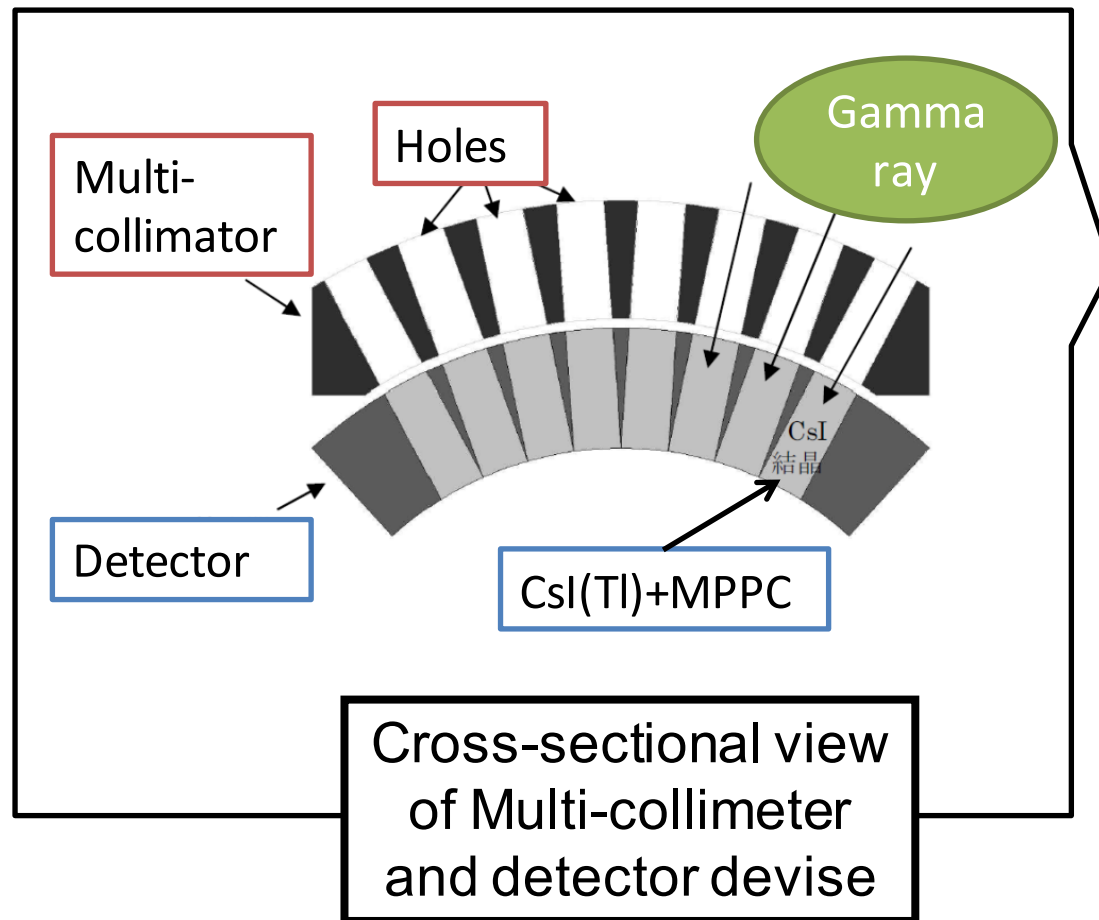 Gamma
ray
Holes
Multi-
collimator
CsI
結晶
Detector
CsI(Tl)+MPPC
Cross-sectional view
of Multi-collimeter
and detector devise